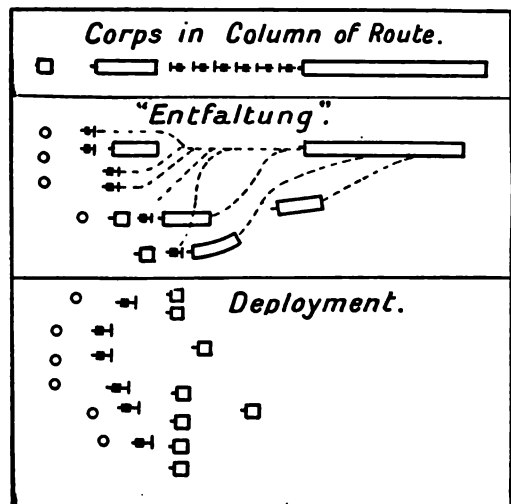 Corps in Column of Route.
"Entfaltung".
Deployment.